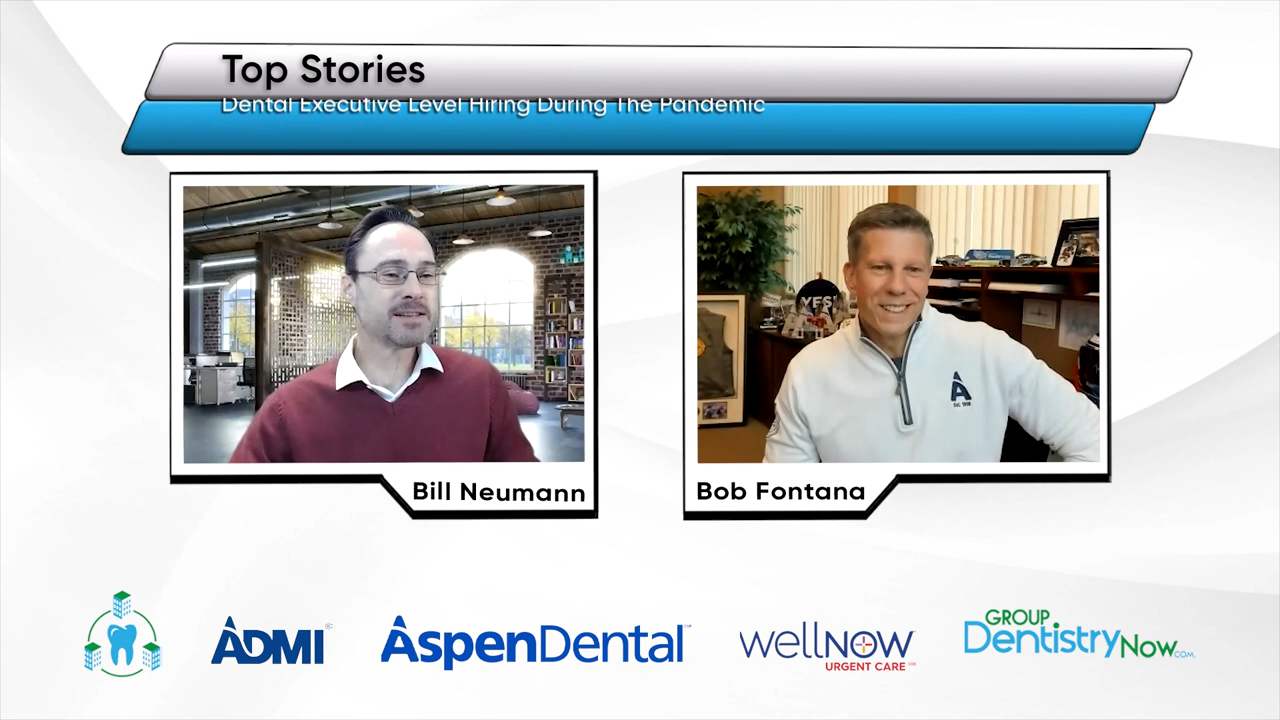 Top Stories
Dental Executive Level Hiring During The Pandemic
YES!
Bill Neumann
Bob Fontana
ADMI
AspenDental
wellNOW
URGENT CARE
GROUP
DentistryNow.COM